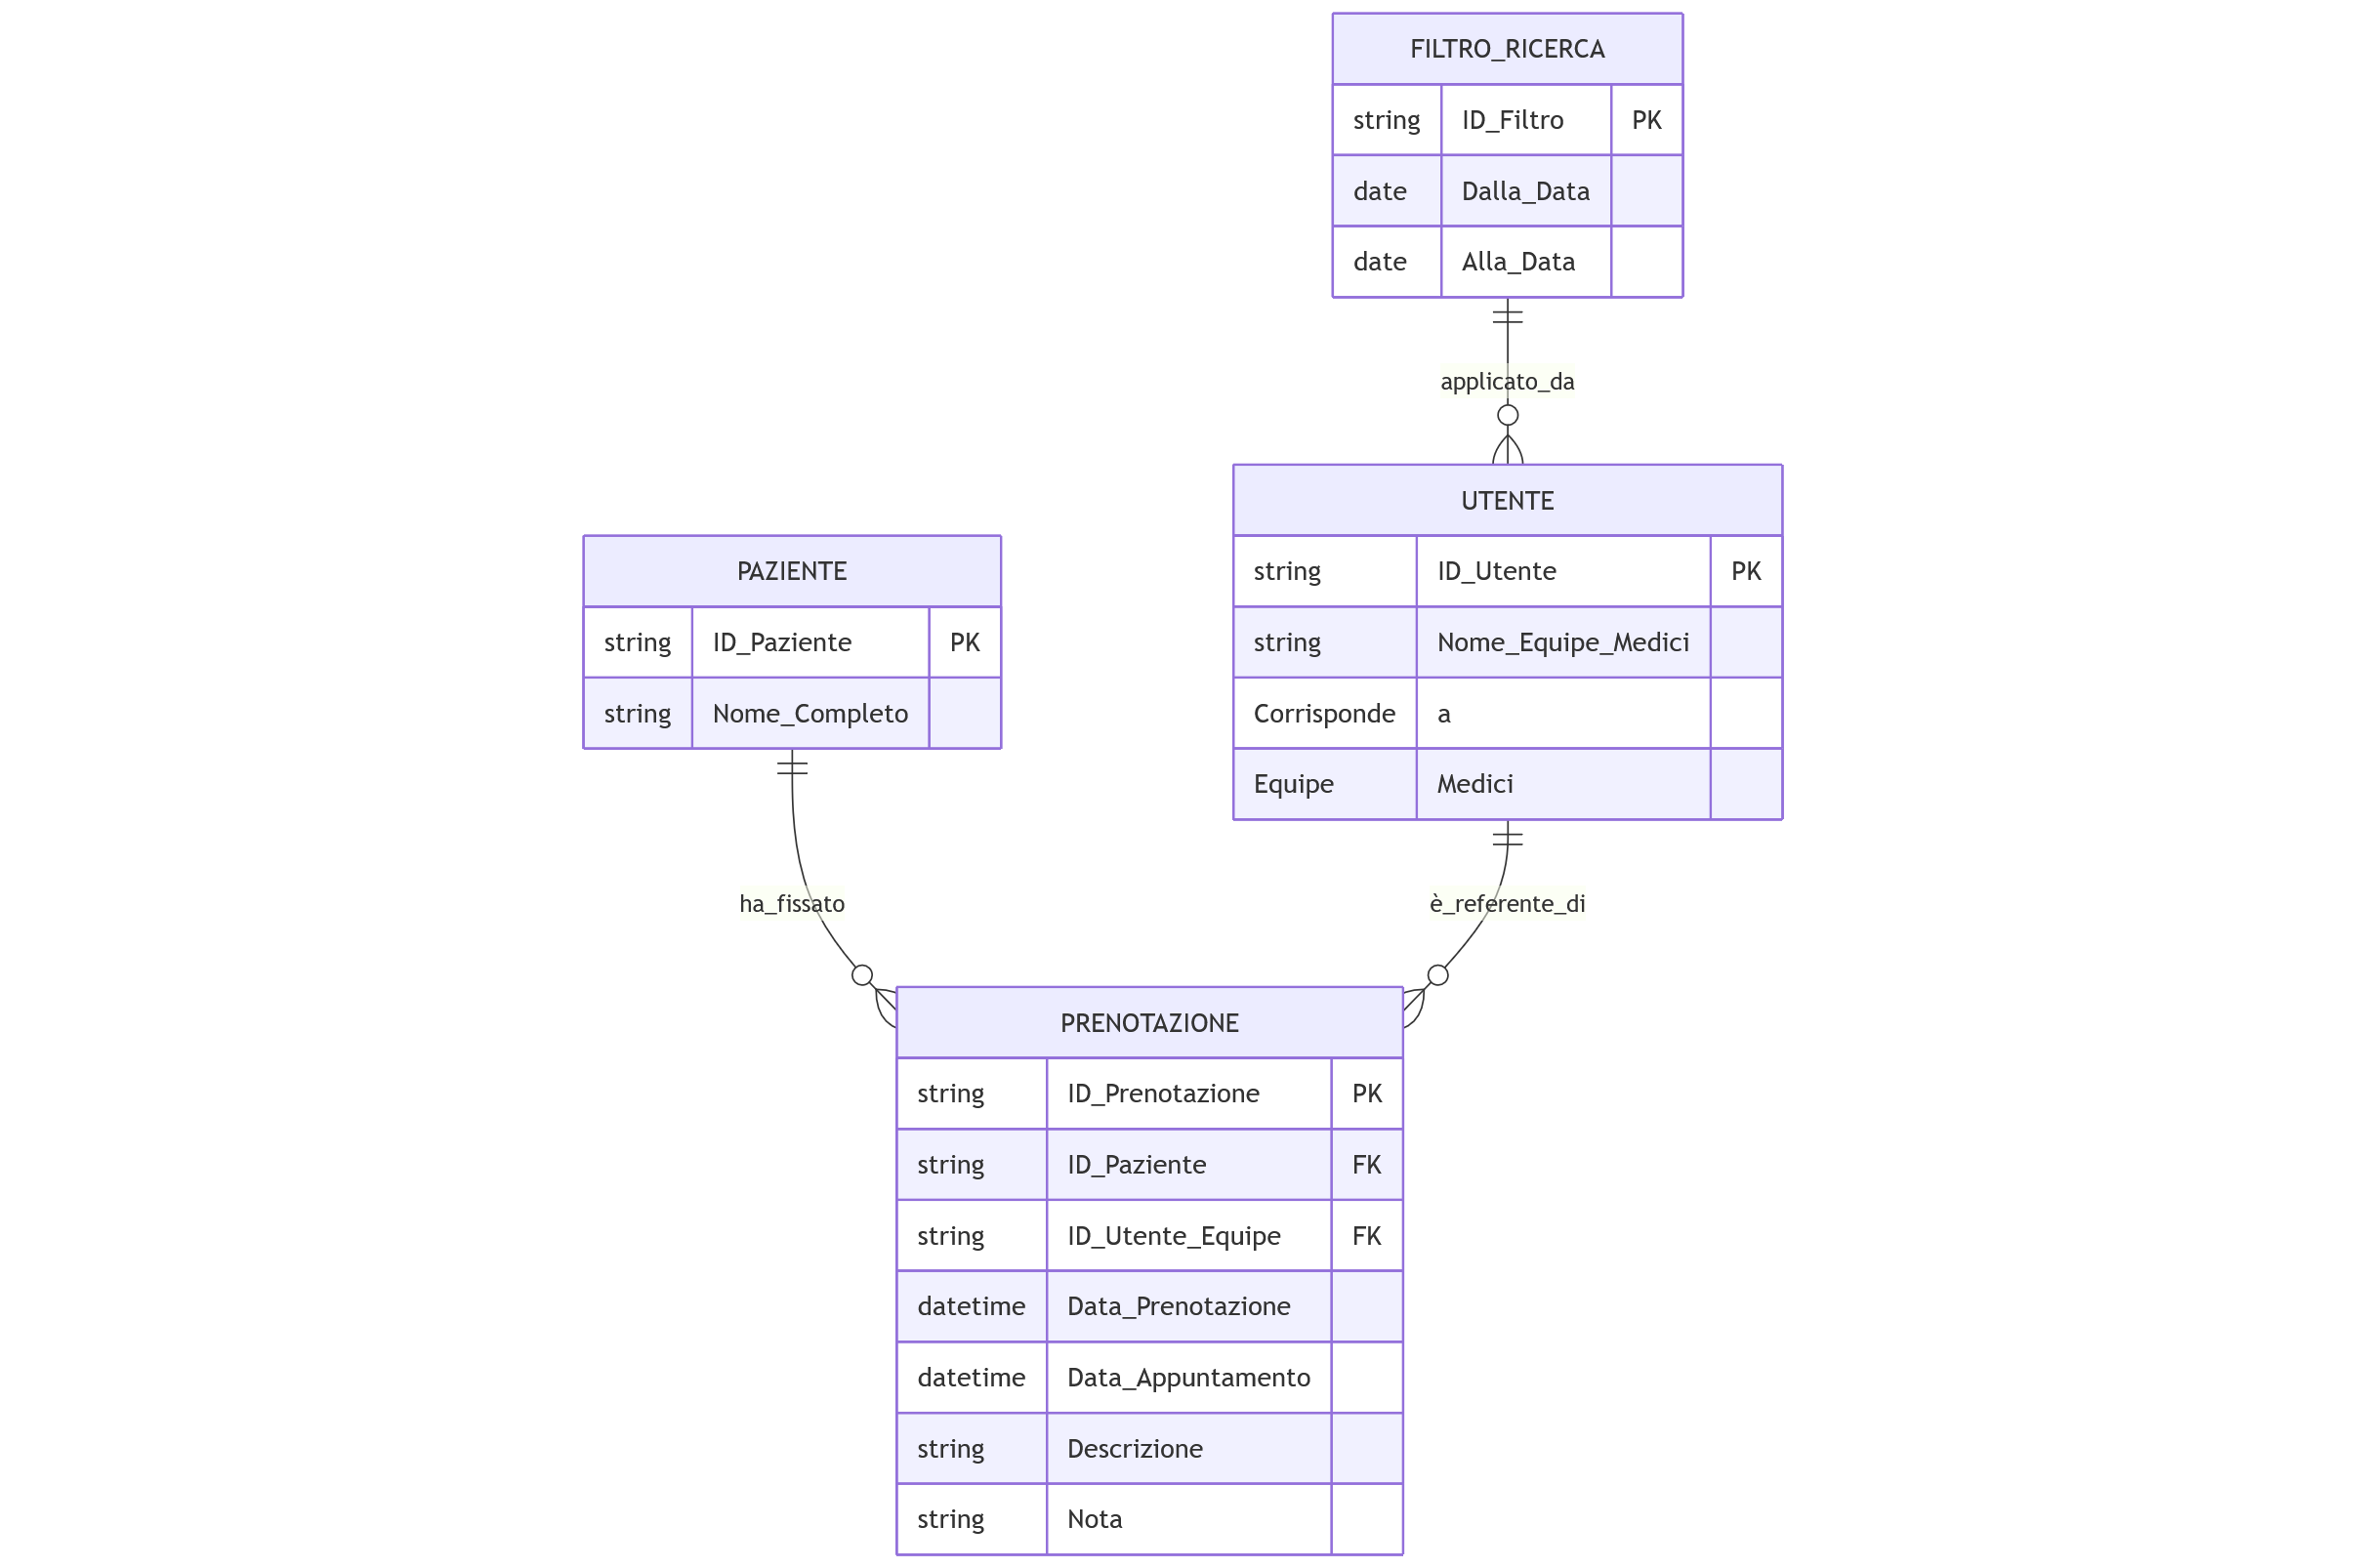 FILTRO_RICERCA
string ID_Filtro PK
date Dalla_Data
date Alla_Data
applicato_da
UTENTE
string ID_Utente PK
string Nome_Equipe_Medici
Corrisponde a
Equipe Medici
PAZIENTE
string ID_Paziente PK
string Nome_Completo
ha_fissato
è_referente_di
PRENOTAZIONE
string ID_Prenotazione PK
string ID_Paziente FK
string ID_Utente_Equipe FK
datetime Data_Prenotazione
datetime Data_Appuntamento
string Descrizione
string Nota